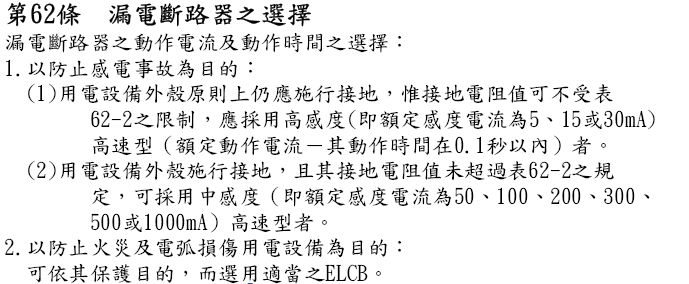 第62條　漏電斷路器之選擇
漏電斷路器之動作電流及動作時間之選擇：
1.以防止感電事故為目的：
(1)用電設備外殼原則上仍應施行接地，惟接地電阻值可不受表
62-2之限制，應採用高感度(即額定感度電流為5、15或30mA)
高速型（額定動作電流－其動作時間在0.1秒以內）者。
(2)用電設備外殼施行接地，且其接地電阻值未超過表62-2之規
定，可採用中感度（即額定感度電流為50、100、200、300、
500或1000mA）高速型者。
2.以防止火災及電弧損傷用電設備為目的：
可依其保護目的，而選用適當之ELCB。